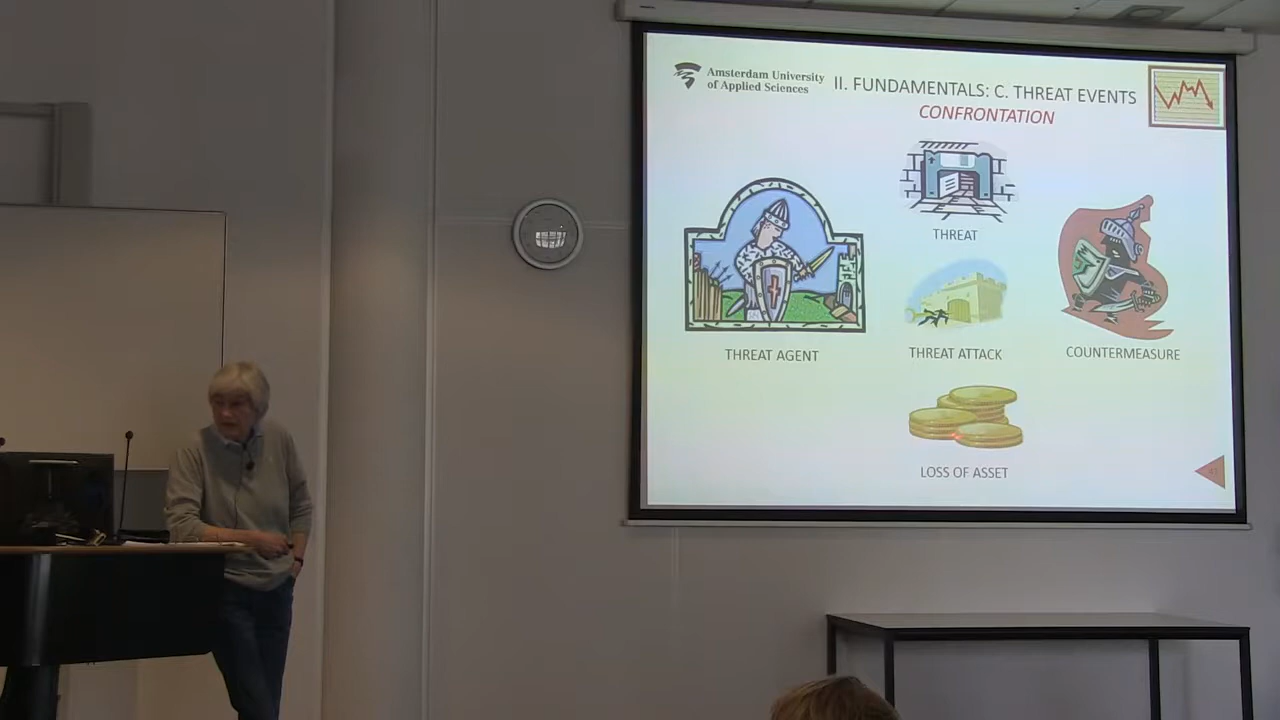 Amsterdam University
of Applied Sciences
II. FUNDAMENTALS: C. THREAT EVENTS
CONFRONTATION
THREAT
THREAT AGENT
THREAT ATTACK
COUNTERMEASURE
LOSS OF ASSET